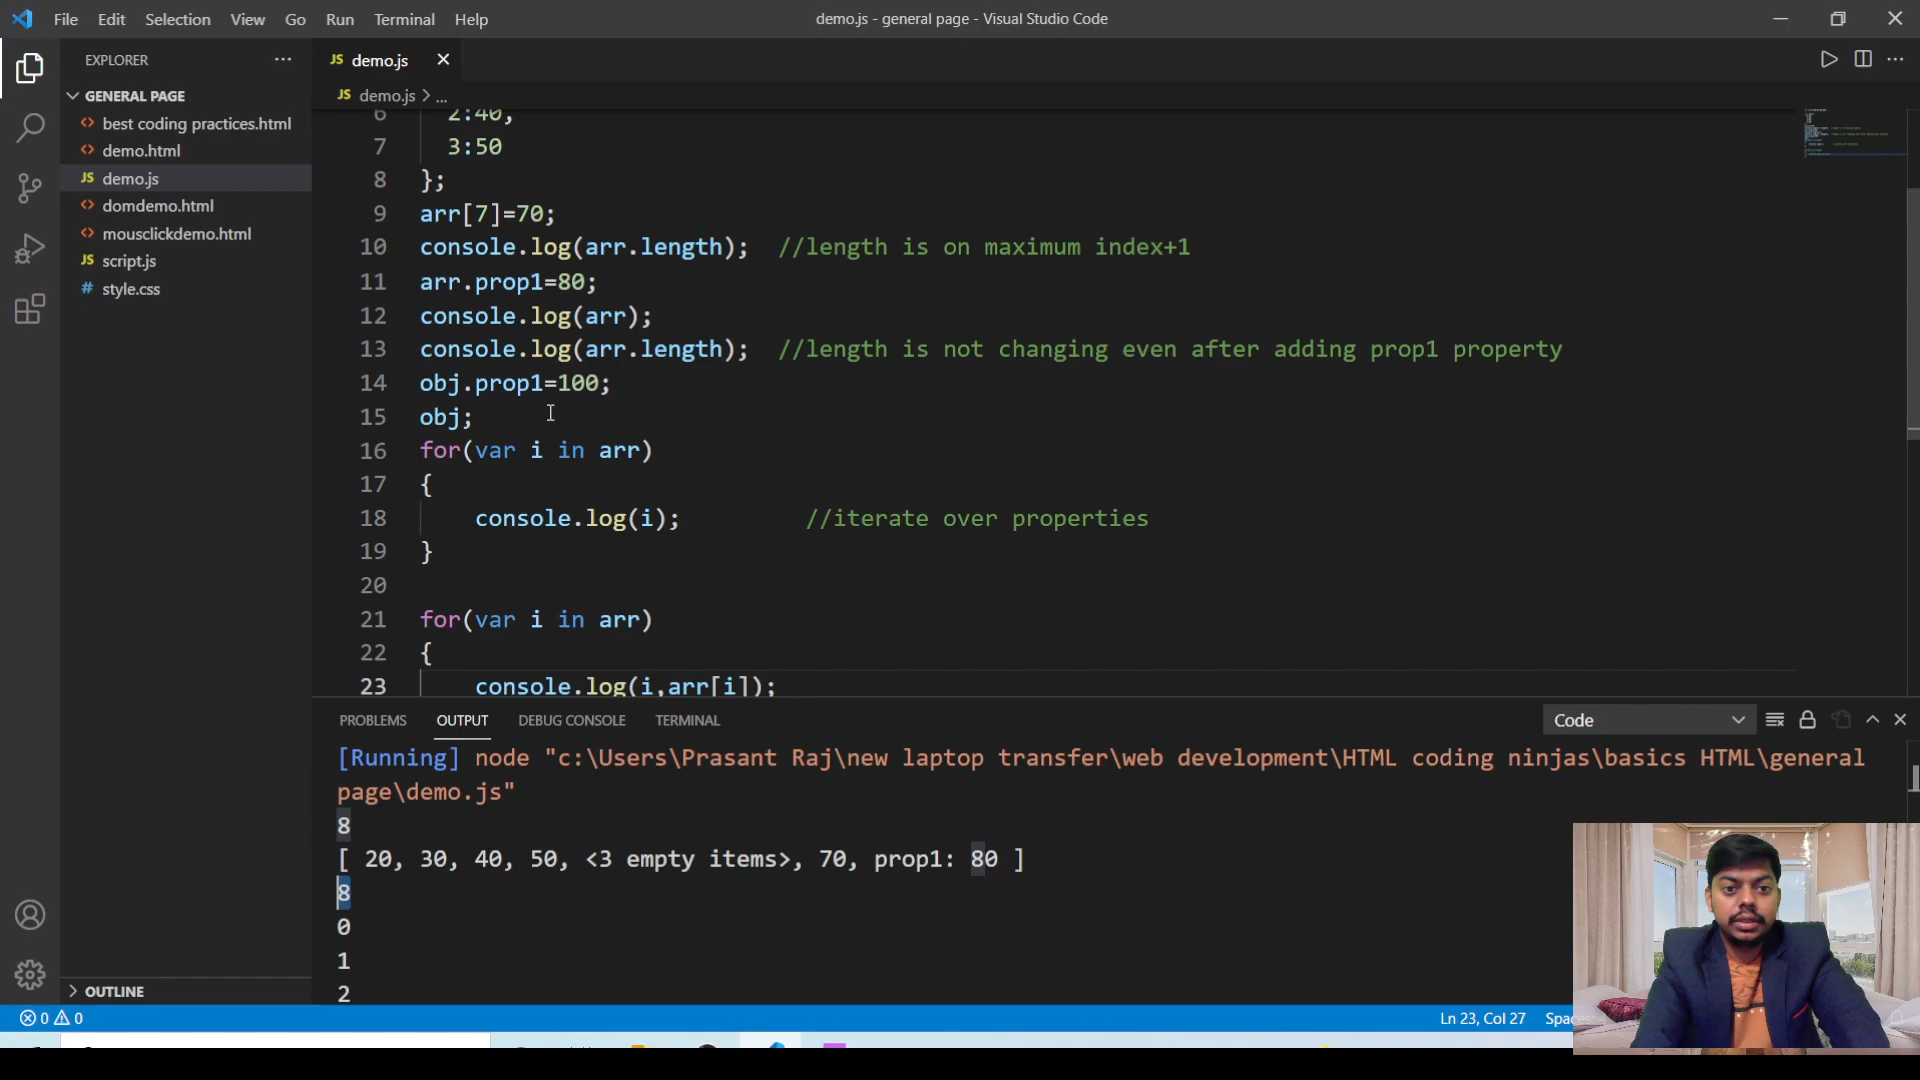 File Edit Selection View Go Run Terminal Help
demo.js - general page - Visual Studio Code
EXPLORER
JS demo.js
GENERAL PAGE
JS demo.js > ...
best coding practices.html
demo.html
JS demo.js
domdemo.html
mousclickdemo.html
JS script.js
# style.css
6 2:40,
7 3:50
8 };
9 arr[7]=70;
10 console.log(arr.length); //length is on maximum index+1
11 arr.prop1=80;
12 console.log(arr);
13 console.log(arr.length); //length is not changing even after adding prop1 property
14 obj.prop1=100;
15 obj;
16 for(var i in arr)
17 {
18 console.log(i); //iterate over properties
19 }
20
21 for(var i in arr)
22 {
23 console.log(i,arr[i]);
PROBLEMS OUTPUT DEBUG CONSOLE TERMINAL
Code
[Running] node "c:\Users\Prasant Raj\new laptop transfer\web development\HTML coding ninjas\basics HTML\general
page\demo.js"
8
[ 20, 30, 40, 50, <3 empty items>, 70, prop1: 80 ]
8
0
1
2
OUTLINE
0 0
Ln 23, Col 27